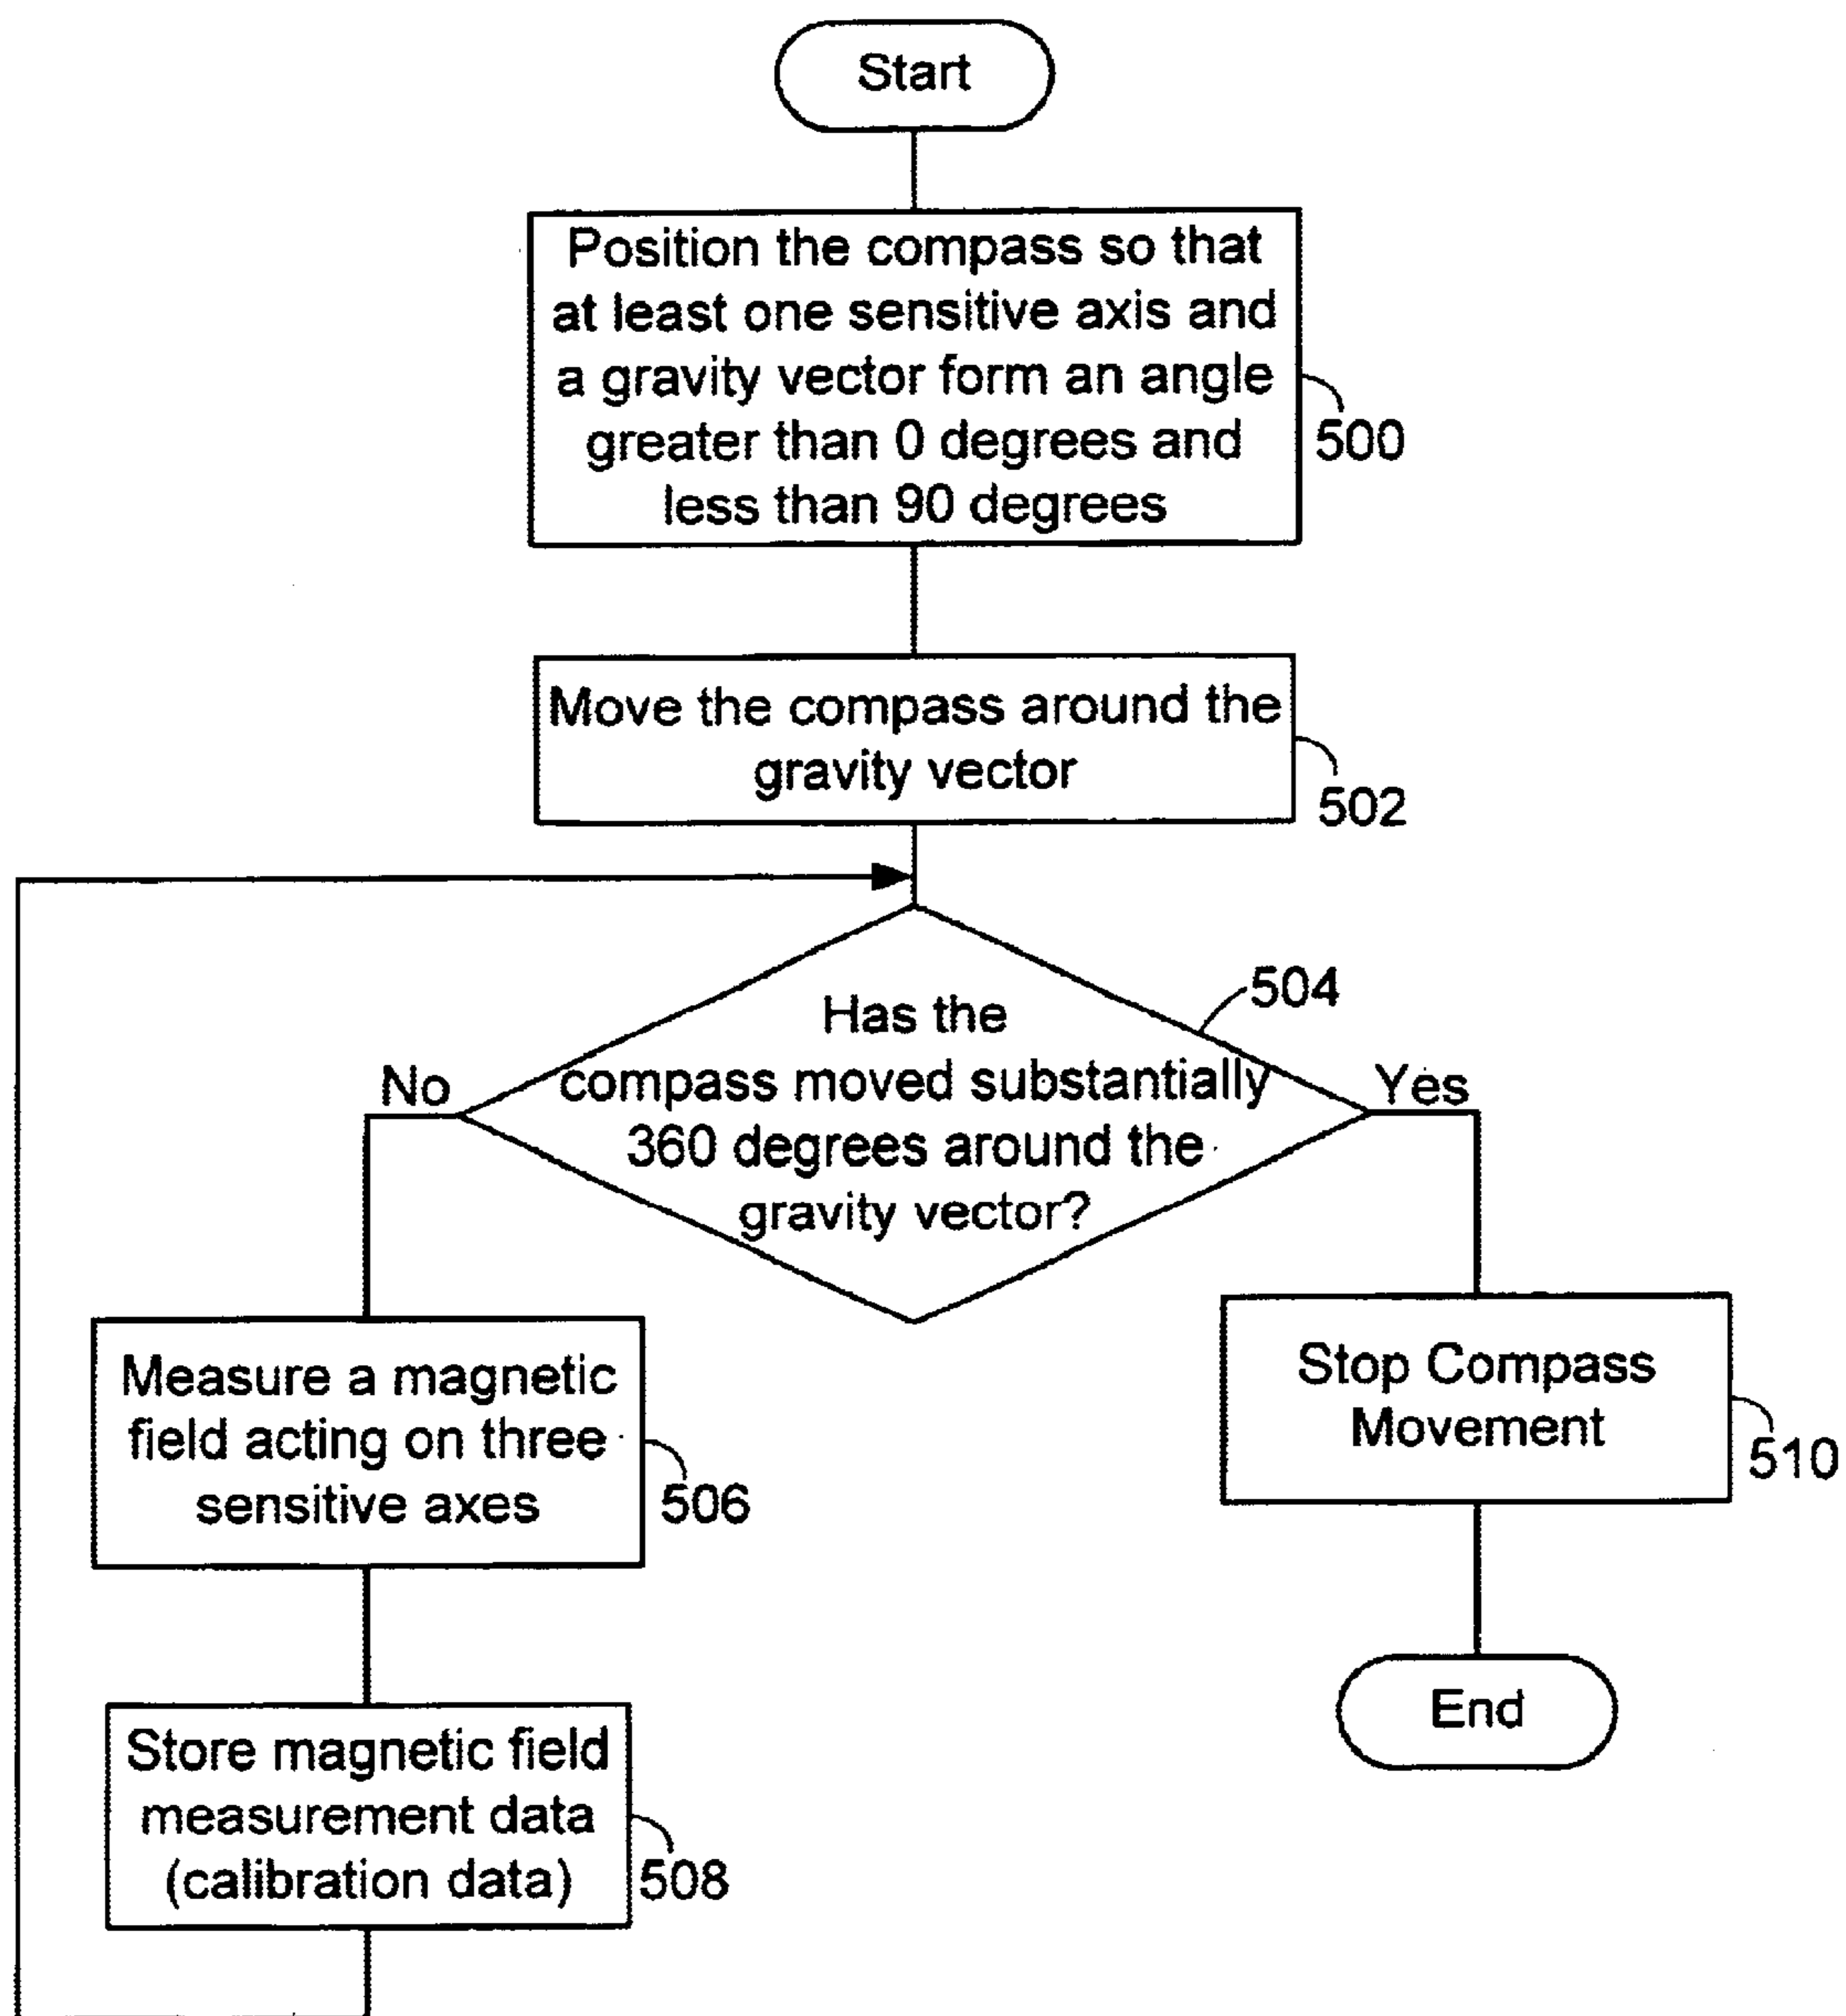 Start
Position the compass so that
at least one sensitive axis and
a gravity vector form an angle
greater than 0 degrees and
less than 90 degrees
500
Move the compass around the
gravity vector
502
504
Has the
compass moved substantially
360 degrees around the
gravity vector?
No
Yes
Measure a magnetic
field acting on three
sensitive axes
506
Stop Compass
Movement
510
Store magnetic field
measurement data
(calibration data)
508
End